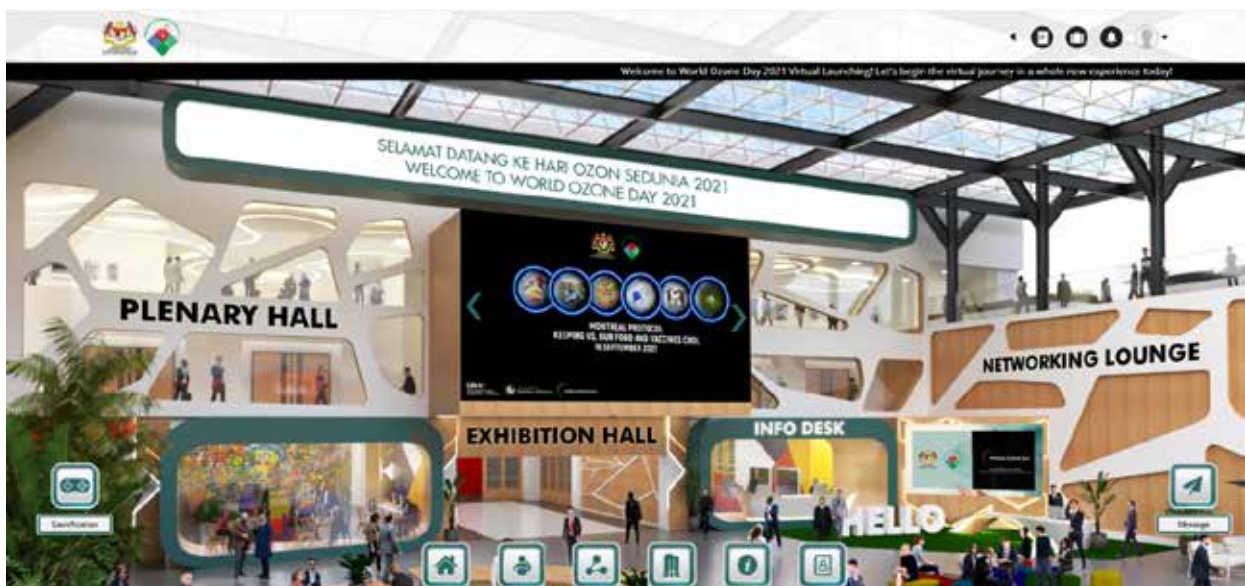 Welcome to World Ozone Day 2021 Virtual Launching! Let's begin the virtual journey in a whole new experience today!
SELAMAT DATANG KE HARI OZON SEDUNIA 2021
WELCOME TO WORLD OZONE DAY 2021
MONTREAL PROTOCOL
KEEPING US, OUR FOOD AND VACCINES COOL
16 SEPTEMBER 2021
PLENARY HALL
NETWORKING LOUNGE
EXHIBITION HALL
INFO DESK
HELLO
Gamification
Message